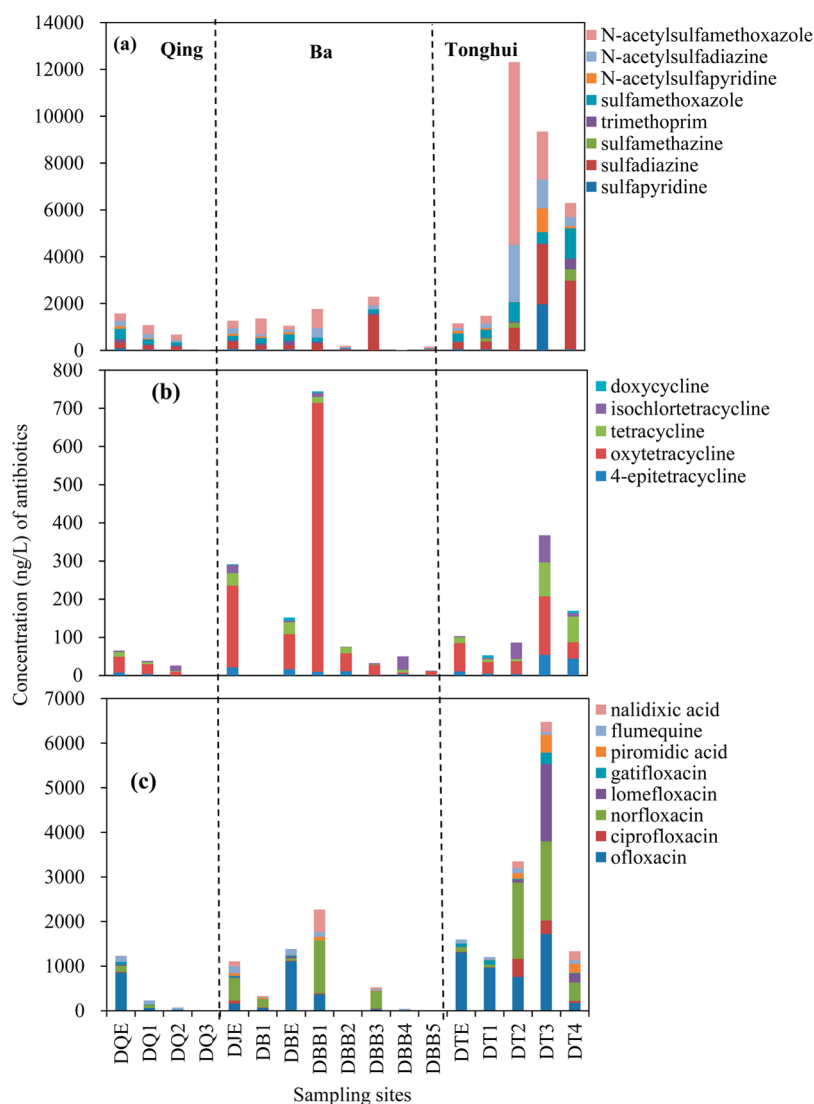 (a)
Qing
Ba
Tonghui
14000
12000
10000
8000
6000
4000
2000
0
N-acetylsulfamethoxazole
N-acetylsulfadiazine
N-acetylsulfapyridine
sulfamethoxazole
trimethoprim
sulfamethazine
sulfadiazine
sulfapyridine
Concentration (ng/L) of antibiotics
(b)
800
700
600
500
400
300
200
100
0
doxycycline
isochlortetracycline
tetracycline
oxytetracycline
4-epitetracycline
(c)
7000
6000
5000
4000
3000
2000
1000
0
nalidixic acid
flumequine
piromidic acid
gatifloxacin
lomefloxacin
norfloxacin
ciprofloxacin
ofloxacin
DQE
DQ1
DQ2
DQ3
DJE
DB1
DBE
DBB1
DBB2
DBB3
DBB4
DBB5
DTE
DT1
DT2
DT3
DT4
Sampling sites